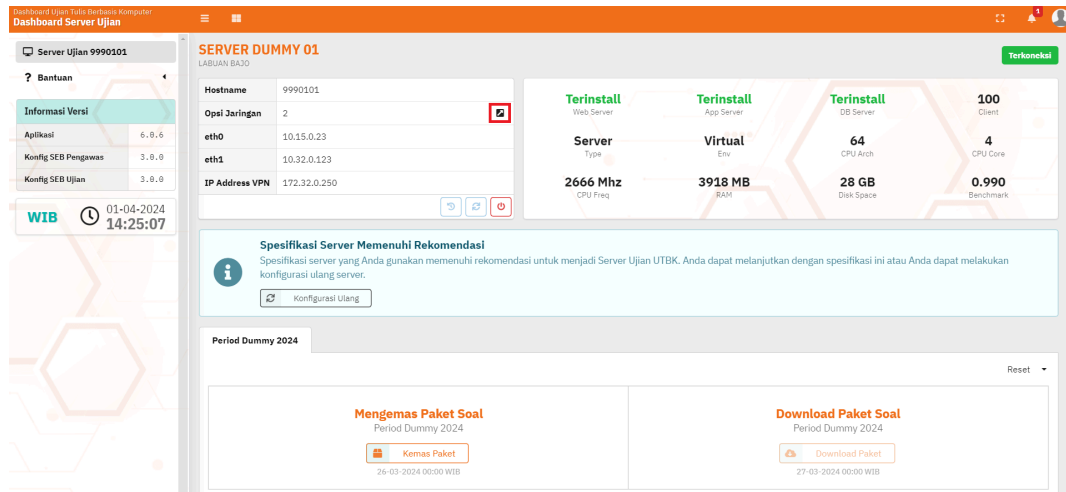 Dashboard Ujian Tulis Berbasis Komputer
Dashboard Server Ujian
1
Server Ujian 9990101
? Bantuan
Informasi Versi
Aplikasi 6.0.6
Konfig SEB Pengawas 3.0.0
Konfig SEB Ujian 3.0.0
WIB 01-04-2024
14:25:07
SERVER DUMMY 01
LABUAN BAJO
Terkoneksi
Hostname 9990101
Opsi Jaringan 2
eth0 10.15.0.23
eth1 10.32.0.123
IP Address VPN 172.32.0.250
Terinstall Terinstall Terinstall 100
Web Server App Server DB Server Client
Server Virtual 64 4
Type Env CPU Arch CPU Core
2666 Mhz 3918 MB 28 GB 0.990
CPU Freq RAM Disk Space Benchmark
Spesifikasi Server Memenuhi Rekomendasi
Spesifikasi server yang Anda gunakan memenuhi rekomendasi untuk menjadi Server Ujian UTBK. Anda dapat melanjutkan dengan spesifikasi ini atau Anda dapat melakukan
konfigurasi ulang server.
Konfigurasi Ulang
Period Dummy 2024
Reset
Mengemas Paket Soal
Period Dummy 2024
Kemas Paket
26-03-2024 00:00 WIB
Download Paket Soal
Period Dummy 2024
Download Paket
27-03-2024 00:00 WIB